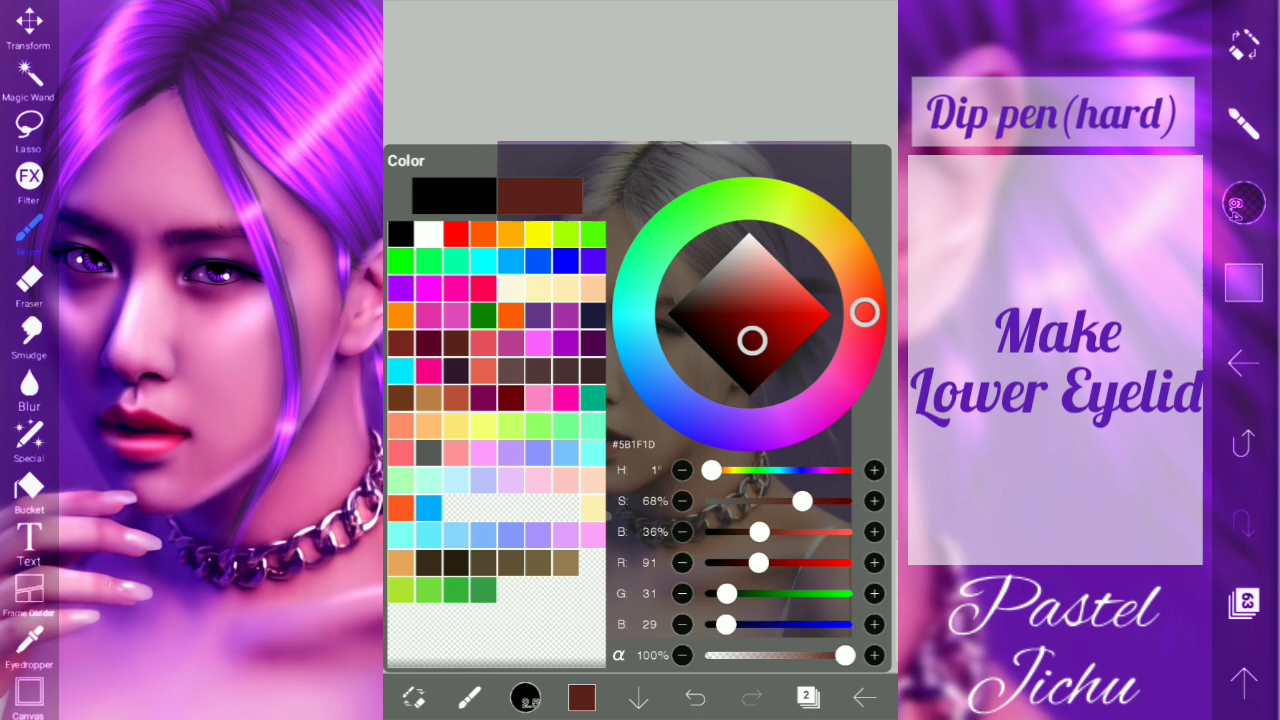 Transform
Magic Wand
Lasso
FX
Filter
Eraser
Smudge
Blur
Special
Bucket
T
Text
Frame Divider
Eyedropper
Canvas
Color
#5B1F1D
H: 1°
S: 68%
B: 36%
R: 91
G: 31
B: 29
α 100%
2
Dip pen(hard)
Make
Lower Eyelid
63
Pastel
Jichu